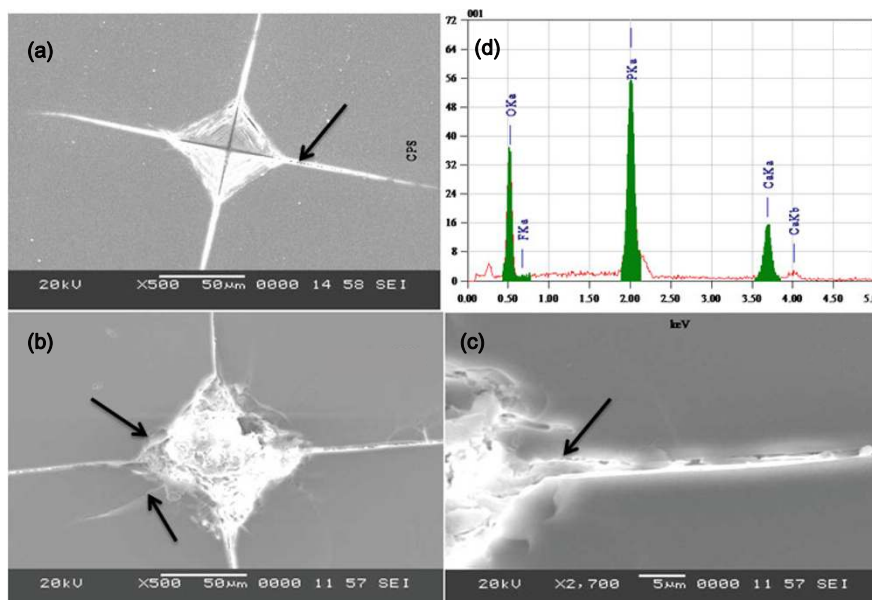 (a)
CPS
20kV X500 50µm 0000 14 58 SEI
(d)
001
72
64
56
48
40
32
24
16
8
0
OKa
FKa
PKa
CaKa
CaKb
0.00 0.50 1.00 1.50 2.00 2.50 3.00 3.50 4.00 4.50 5.0
keV
(b)
20kV X500 50µm 0000 11 57 SEI
(c)
20kV X2,700 5µm 0000 11 57 SEI